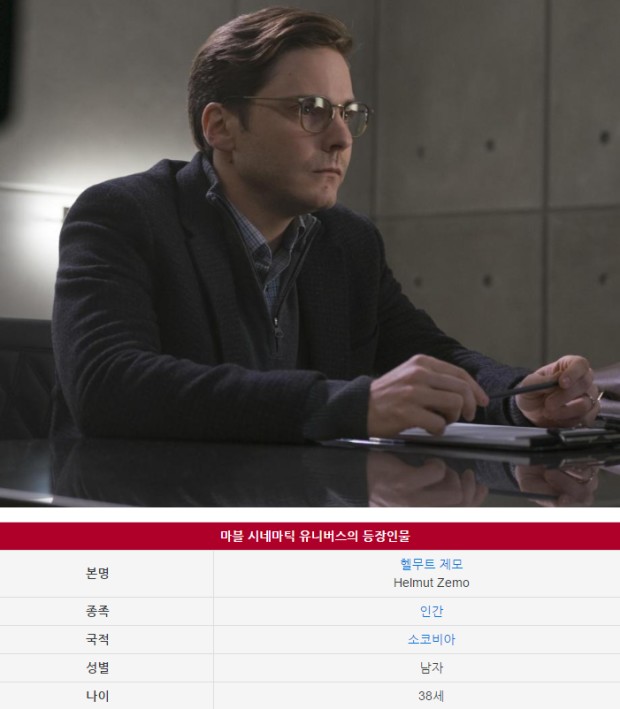 마블 시네마틱 유니버스의 등장인물
본명
헬무트 제모
Helmut Zemo
종족
인간
국적
소코비아
성별
남자
나이
38세